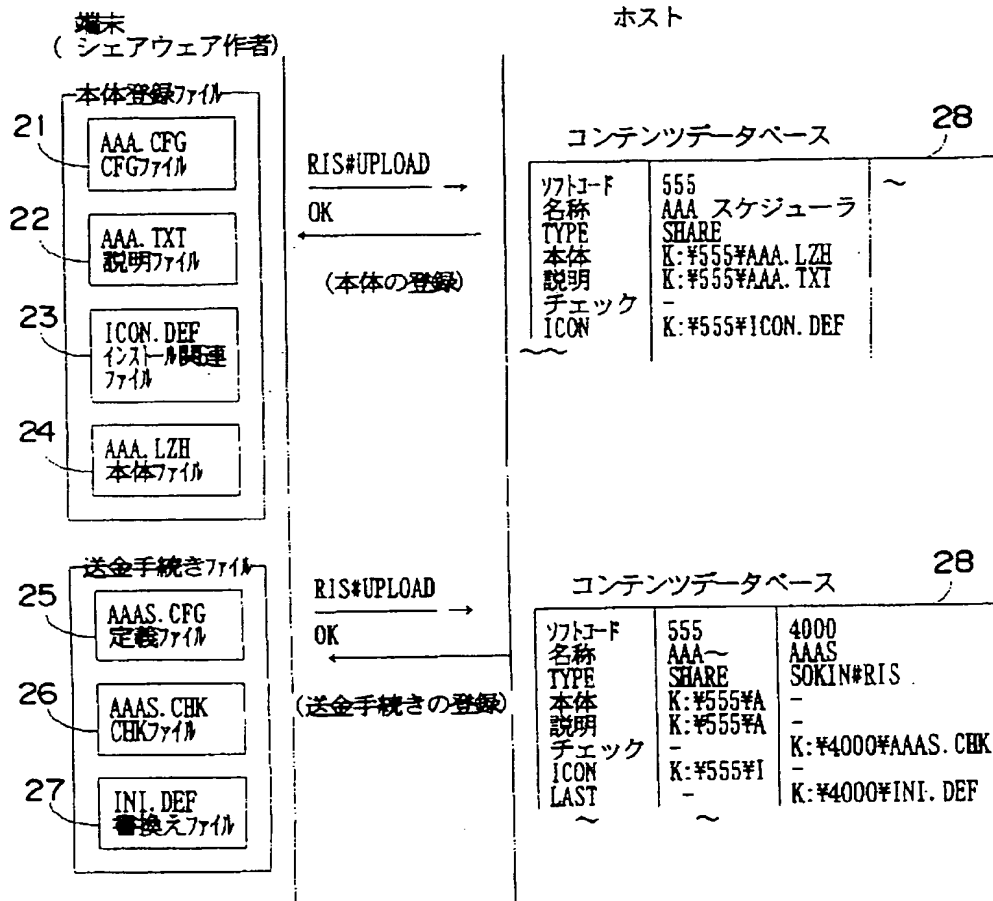 端末
(シェアウェア作者)
ホスト
本体登録ファイル
21
AAA.CFG
CFGファイル
22
AAA.TXT
説明ファイル
23
ICON.DEF
インストール関連
ファイル
24
AAA.LZH
本体ファイル
RIS#UPLOAD
OK
(本体の登録)
コンテンツデータベース
28
ソフトコード 555 ~
名称 AAA スケジューラ
TYPE SHARE
本体 K:¥555¥AAA.LZH
説明 K:¥555¥AAA.TXT
チェック -
ICON K:¥555¥ICON.DEF
~~
送金手続きファイル
25
AAAS.CFG
定義ファイル
26
AAAS.CHK
CHKファイル
27
INI.DEF
書換えファイル
RIS#UPLOAD
OK
(送金手続きの登録)
コンテンツデータベース
28
ソフトコード 555 4000
名称 AAA~ AAAS
TYPE SHARE SOKIN#RIS
本体 K:¥555¥A -
説明 K:¥555¥A -
チェック - K:¥4000¥AAAS.CHK
ICON K:¥555¥I -
LAST - K:¥4000¥INI.DEF
~ ~